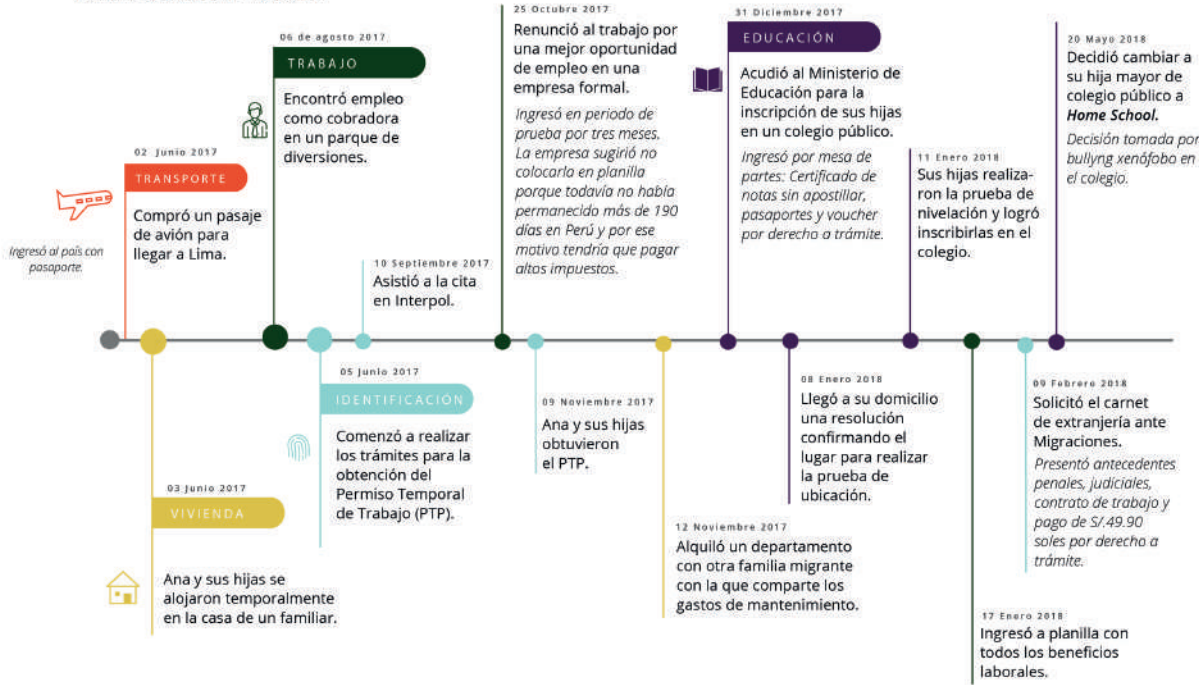 02 Junio 2017
TRANSPORTE
Compró un pasaje
de avión para
llegar a Lima.
Ingresó al país con
pasaporte.
06 de agosto 2017
TRABAJO
Encontró empleo
como cobradora
en un parque de
diversiones.
10 Septiembre 2017
Asistió a la cita
en Interpol.
25 Octubre 2017
Renunció al trabajo por
una mejor oportunidad
de empleo en una
empresa formal.
Ingresó en periodo de
prueba por tres meses.
La empresa sugirió no
colocarla en planilla
porque todavía no había
permanecido más de 190
días en Perú y por ese
motivo tendría que pagar
altos impuestos.
31 Diciembre 2017
EDUCACIÓN
Acudió al Ministerio de
Educación para la
inscripción de sus hijas
en un colegio público.
Ingresó por mesa de
partes: Certificado de
notas sin apostillar,
pasaportes y voucher
por derecho a trámite.
11 Enero 2018
Sus hijas realiza-
ron la prueba de
nivelación y logró
inscribirlas en el
colegio.
20 Mayo 2018
Decidió cambiar a
su hija mayor de
colegio público a
Home School.
Decisión tomada por
bullyng xenófobo en
el colegio.
03 Junio 2017
VIVIENDA
Ana y sus hijas se
alojaron temporalmente
en la casa de un familiar.
05 Junio 2017
IDENTIFICACIÓN
Comenzó a realizar
los trámites para la
obtención del
Permiso Temporal
de Trabajo (PTP).
09 Noviembre 2017
Ana y sus hijas
obtuvieron
el PTP.
12 Noviembre 2017
Alquiló un departamento
con otra familia migrante
con la que comparte los
gastos de mantenimiento.
08 Enero 2018
Llegó a su domicilio
una resolución
confirmando el
lugar para realizar
la prueba de
ubicación.
17 Enero 2018
Ingresó a planilla con
todos los beneficios
laborales.
09 Febrero 2018
Solicitó el carnet
de extranjería ante
Migraciones.
Presentó antecedentes
penales, judiciales,
contrato de trabajo y
pago de S/.49.90
soles por derecho a
trámite.